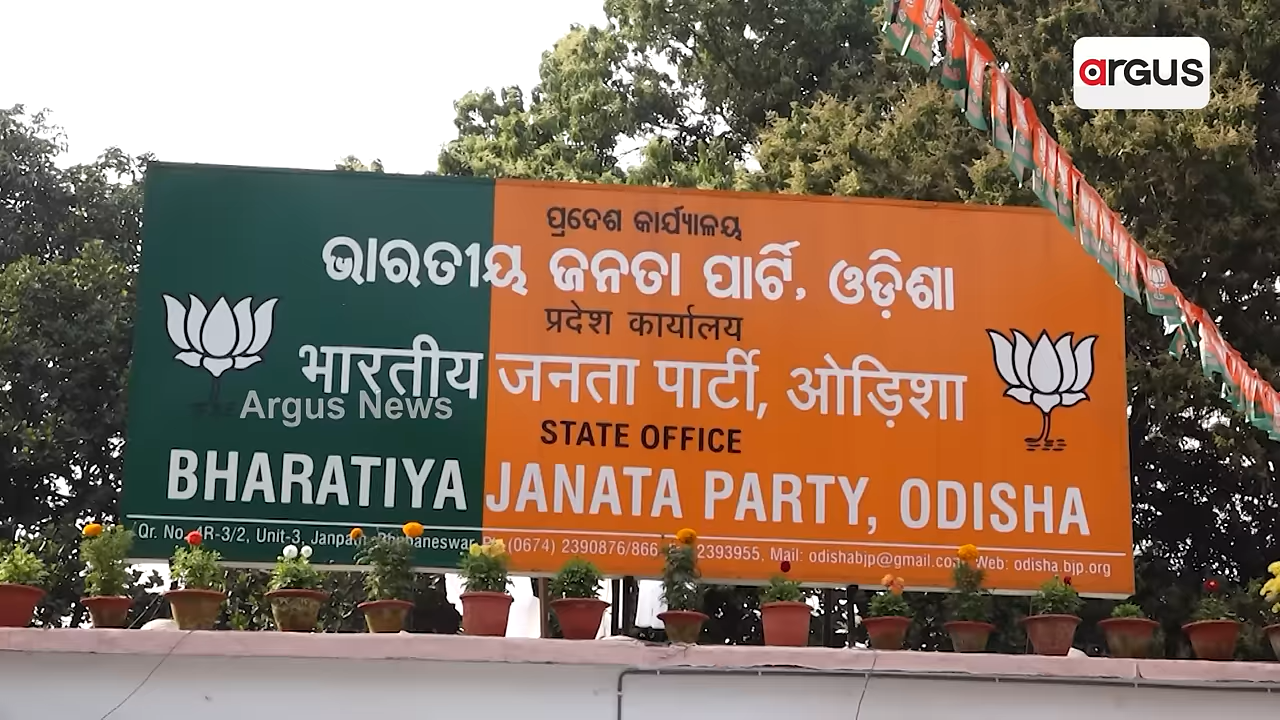 argus
ପ୍ରଦେଶ କାର୍ଯ୍ୟାଳୟ
ଭାରତୀୟ ଜନତା ପାର୍ଟି, ଓଡ଼ିଶା
प्रदेश कार्यालय
भारतीय जनता पार्टी, ओड़िशा
Argus News
STATE OFFICE
BHARATIYA JANATA PARTY, ODISHA
Qr. No. 4R-3/2, Unit-3, Bhubaneswar (0674) 2390876/866 2393955, Mail: odishabjp@gmail.com Web: odisha.bjp.org